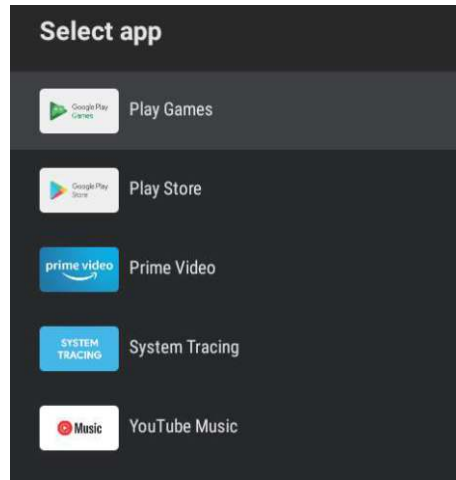 Select app
Google Play
Games
Play Games
Google Play
Store
Play Store
prime video
Prime Video
SYSTEM
TRACING
System Tracing
Music
YouTube Music